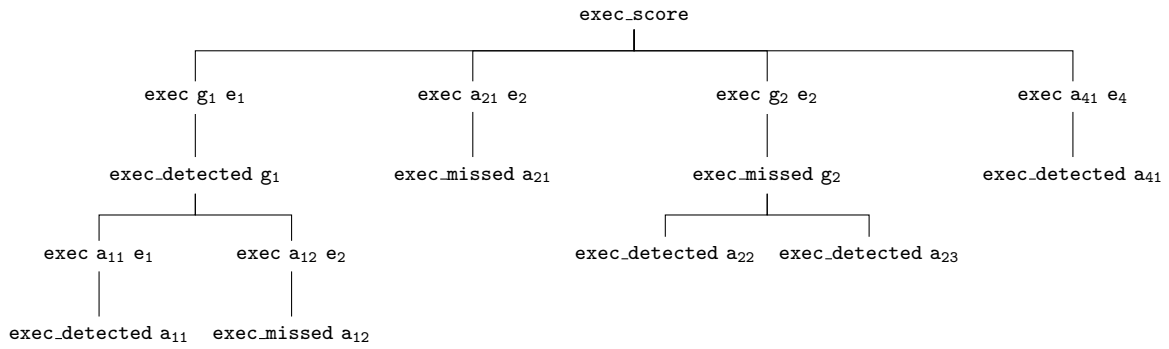 exec_score
exec g₁ e₁ exec a₂₁ e₂ exec g₂ e₂ exec a₄₁ e₄
exec_detected g₁ exec_missed a₂₁ exec_missed g₂ exec_detected a₄₁
exec a₁₁ e₁ exec a₁₂ e₂ exec_detected a₂₂ exec_detected a₂₃
exec_detected a₁₁ exec_missed a₁₂